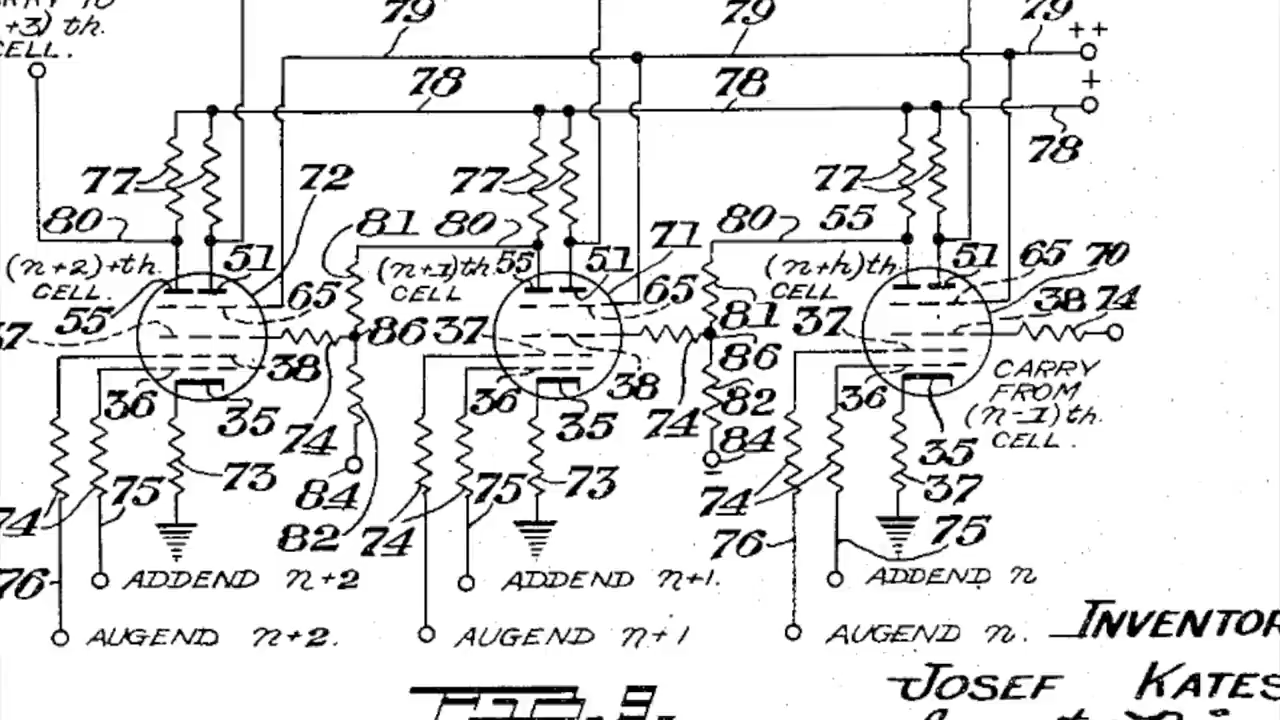 79 79 79
+3) th. ++
CELL. +
78 78
78
77 72 77 77
80 81 80 80 55
(n+2)+th. 51 (n+1)th. 55 51 71 (n+h)th 51 65 70
CELL. 65 CELL 65 CELL 38 74
37 55 86 37 81 37
38 38 86 CARRY
36 35 36 35 82 36 FROM
74 74 84 35 (n-1)th.
CELL.
75 73 84 75 73 74 37
74 82 74 76 75
76 ADDEND n+2 ADDEND n+1. ADDEND n
AUGEND n+2. AUGEND n+1 AUGEND n. INVENTOR
JOSEF KATES